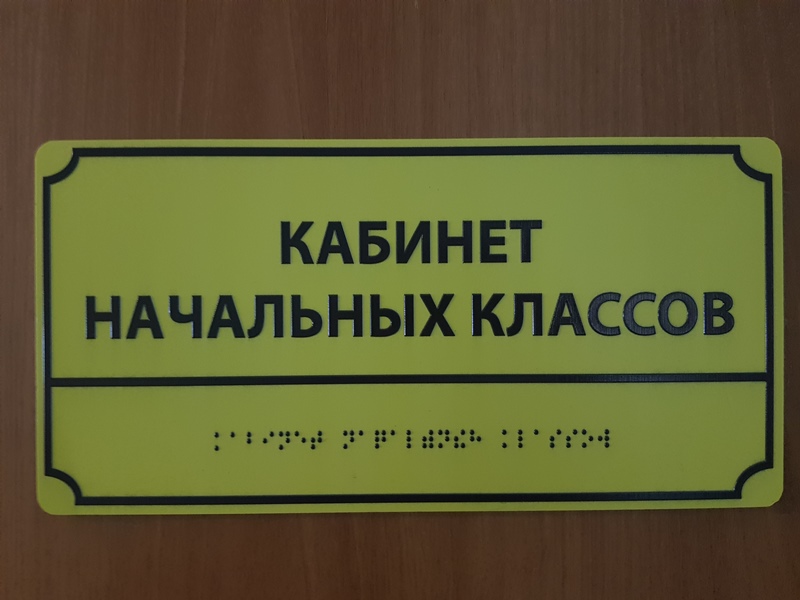 КАБИНЕТ
НАЧАЛЬНЫХ КЛАССОВ
⠅⠁⠃⠊⠝⠑⠞ ⠝⠁⠟⠁⠇⠾⠝⠮⠓ ⠅⠇⠁⠎⠎⠕⠺